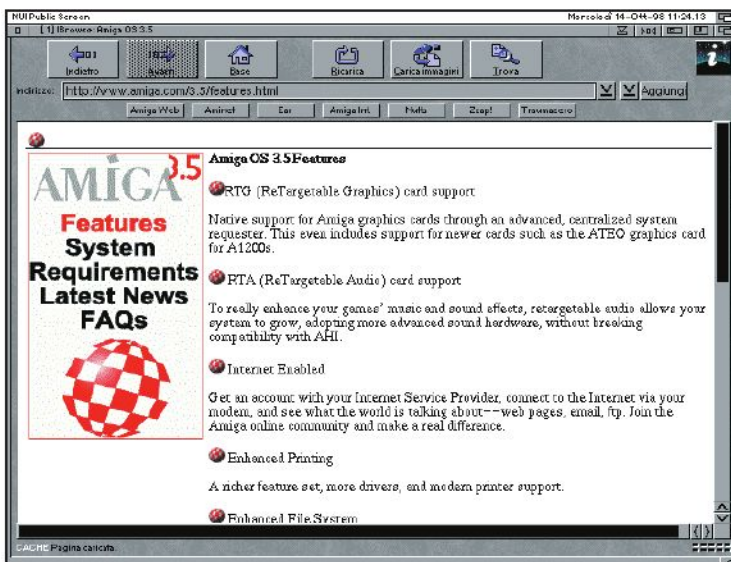 MUI Public Screen
Mercoledì 14-Ott-98 11:24.13
[1] IBrowse: Amiga OS 3.5
Indietro
Avanti
Base
Ricarica
Carica immagini
Trova
Indirizzo: http://www.amiga.com/3.5/features.html
Aggiungi
Amiga Web
Aminet
Amiga Int.
Zcap!
AMIGA 3.5
Features
System
Requirements
Latest News
FAQs
Amiga OS 3.5 Features
RTG (ReTargetable Graphics) card support
Native support for Amiga graphics cards through an advanced, centralized system
requester. This even includes support for newer cards such as the ATEO graphics card
for A1200s.
RTA (ReTargetable Audio) card support
To really enhance your games' music and sound effects, retargetable audio allows your
system to grow, adopting more advanced sound hardware, without breaking
compatibility with AHI.
Internet Enabled
Get an account with your Internet Service Provider, connect to the Internet via your
modem, and see what the world is talking about--web pages, email, ftp. Join the
Amiga online community and make a real difference.
Enhanced Printing
A richer feature set, more drivers, and modern printer support.
Enhanced File System
CACHE Pagina caricata.